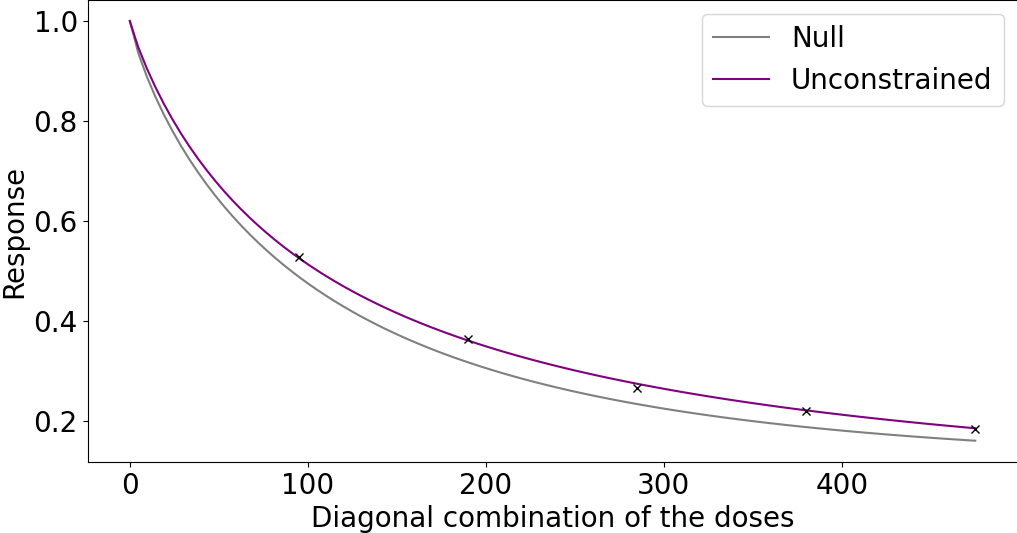 1.0
0.8
0.6
0.4
0.2
Response
Null
Unconstrained
0 100 200 300 400
Diagonal combination of the doses